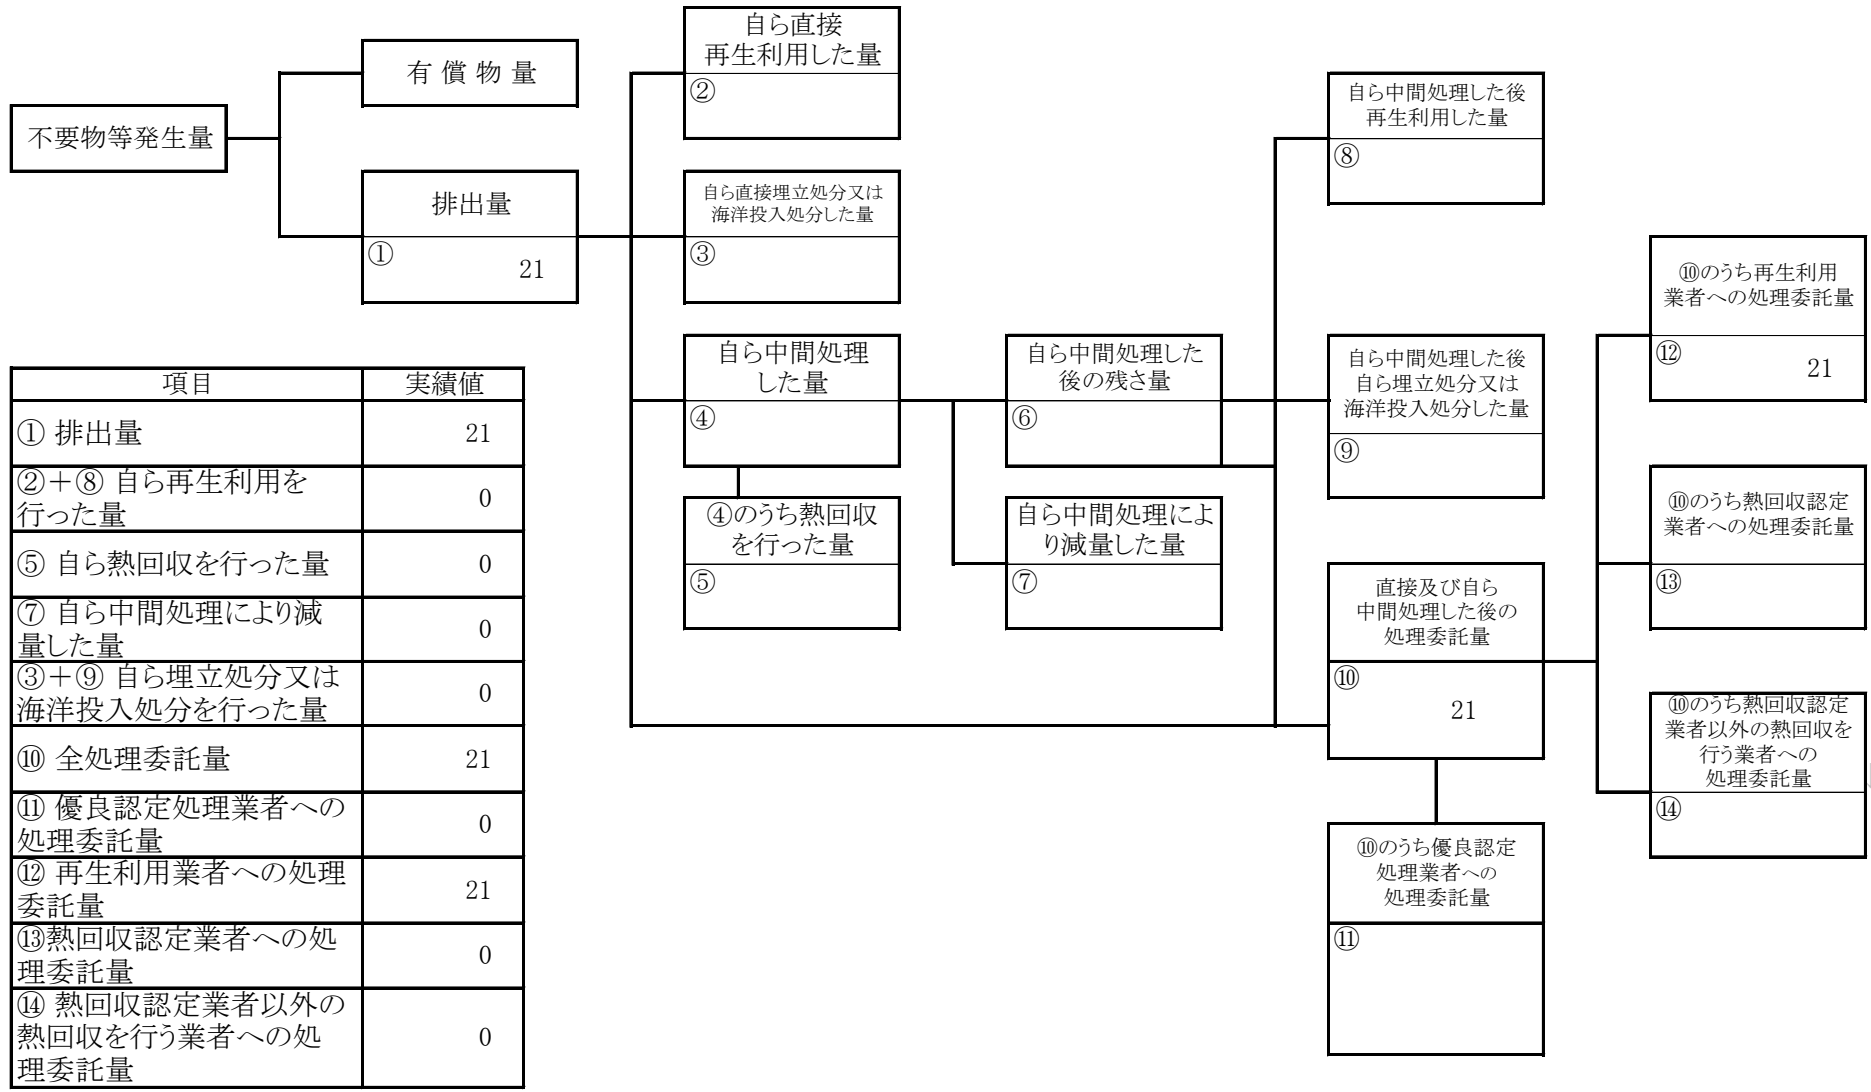 自ら直接
再生利用した量
②
有 償 物 量
不要物等発生量
排出量
①
21
自ら直接埋立処分又は
海洋投入処分した量
③
自ら中間処理した後
再生利用した量
⑧
自ら中間処理
した量
④
自ら中間処理した
後の残さ量
⑥
自ら中間処理した後
自ら埋立処分又は
海洋投入処分した量
⑨
④のうち熱回収
を行った量
⑤
自ら中間処理によ
り減量した量
⑦
直接及び自ら
中間処理した後の
処理委託量
⑩
21
⑩のうち優良認定
処理業者への
処理委託量
⑪
⑩のうち再生利用
業者への処理委託量
⑫
21
⑩のうち熱回収認定
業者への処理委託量
⑬
⑩のうち熱回収認定
業者以外の熱回収を
行う業者への
処理委託量
⑭
項目 実績値
① 排出量 21
②＋⑧ 自ら再生利用を
行った量 0
⑤ 自ら熱回収を行った量 0
⑦ 自ら中間処理により減
量した量 0
③＋⑨ 自ら埋立処分又は
海洋投入処分を行った量 0
⑩ 全処理委託量 21
⑪ 優良認定処理業者への
処理委託量 0
⑫ 再生利用業者への処理
委託量 21
⑬熱回収認定業者への処
理委託量 0
⑭ 熱回収認定業者以外の
熱回収を行う業者への処
理委託量 0